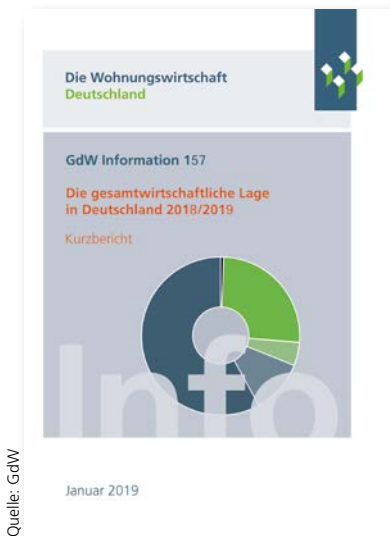 Die Wohnungswirtschaft
Deutschland
GdW Information 157
Die gesamtwirtschaftliche Lage
in Deutschland 2018/2019
Kurzbericht
Info
Januar 2019
Quelle: GdW